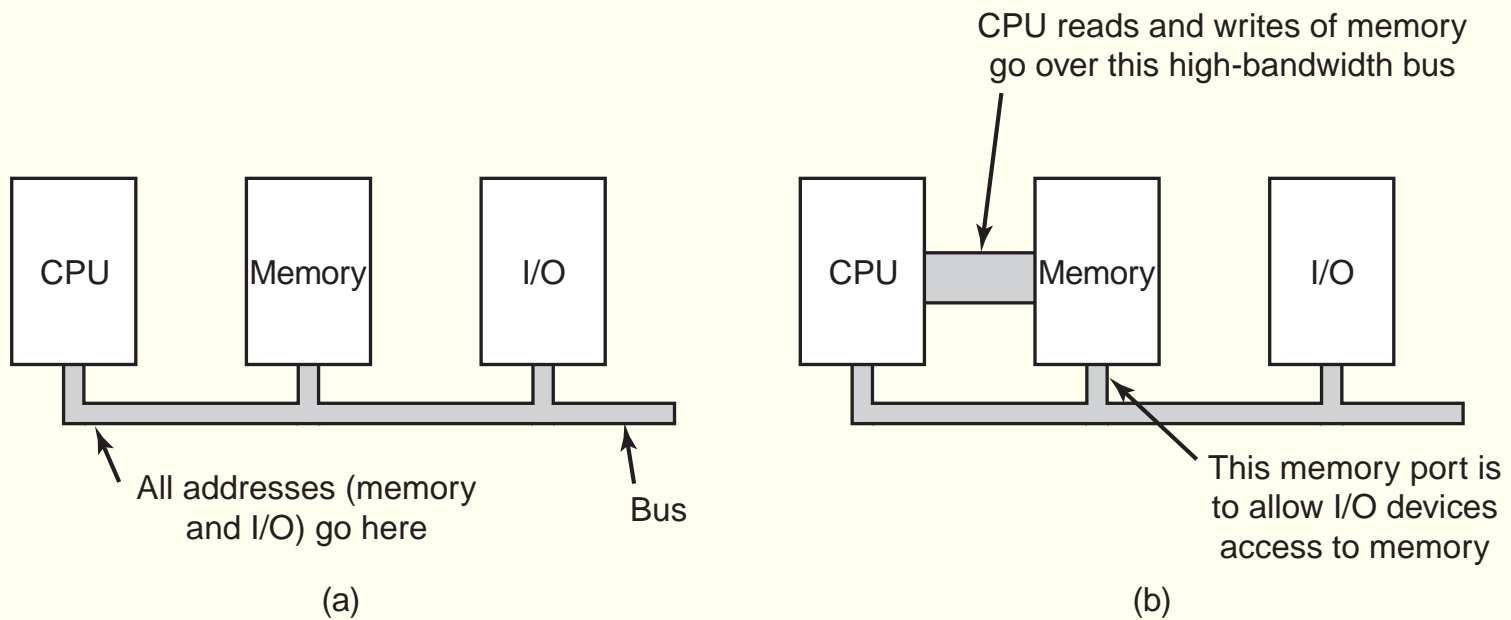 CPU reads and writes of memory
go over this high-bandwidth bus
CPU
Memory
I/O
CPU
Memory
I/O
All addresses (memory
and I/O) go here
Bus
This memory port is
to allow I/O devices
access to memory
(a)
(b)